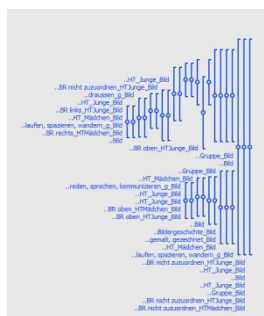 ..HT_Junge_Bild
..BR nicht zuzuordnen_HTJunge_Bild
..draussen_g_Bild
..HT_Junge_Bild
..BR links_HTJunge_Bild
..HT_Mädchen_Bild
..laufen, spazieren, wandern_g_Bild
..BR rechts_HTMädchen_Bild
..Bild
..BR oben_HTJunge_Bild
..Gruppe_Bild
..Bild
..Gruppe_Bild
..HT_Mädchen_Bild
..reden, sprechen, kommunizieren_g_Bild
..HT_Junge_Bild
..HT_Junge_Bild
..BR oben_HTMädchen_Bild
..BR oben_HTJunge_Bild
..Bild
..Bildergeschichte_Bild
..gemalt, gezeichnet_Bild
..HT_Mädchen_Bild
..laufen, spazieren, wandern_g_Bild
..BR nicht zuzuordnen_HTJunge_Bild
..HT_Junge_Bild
..Bild
..HT_Junge_Bild
..Gruppe_Bild
..BR nicht zuzuordnen_HTJunge_Bild
..BR nicht zuzuordnen_HTMädchen_Bild